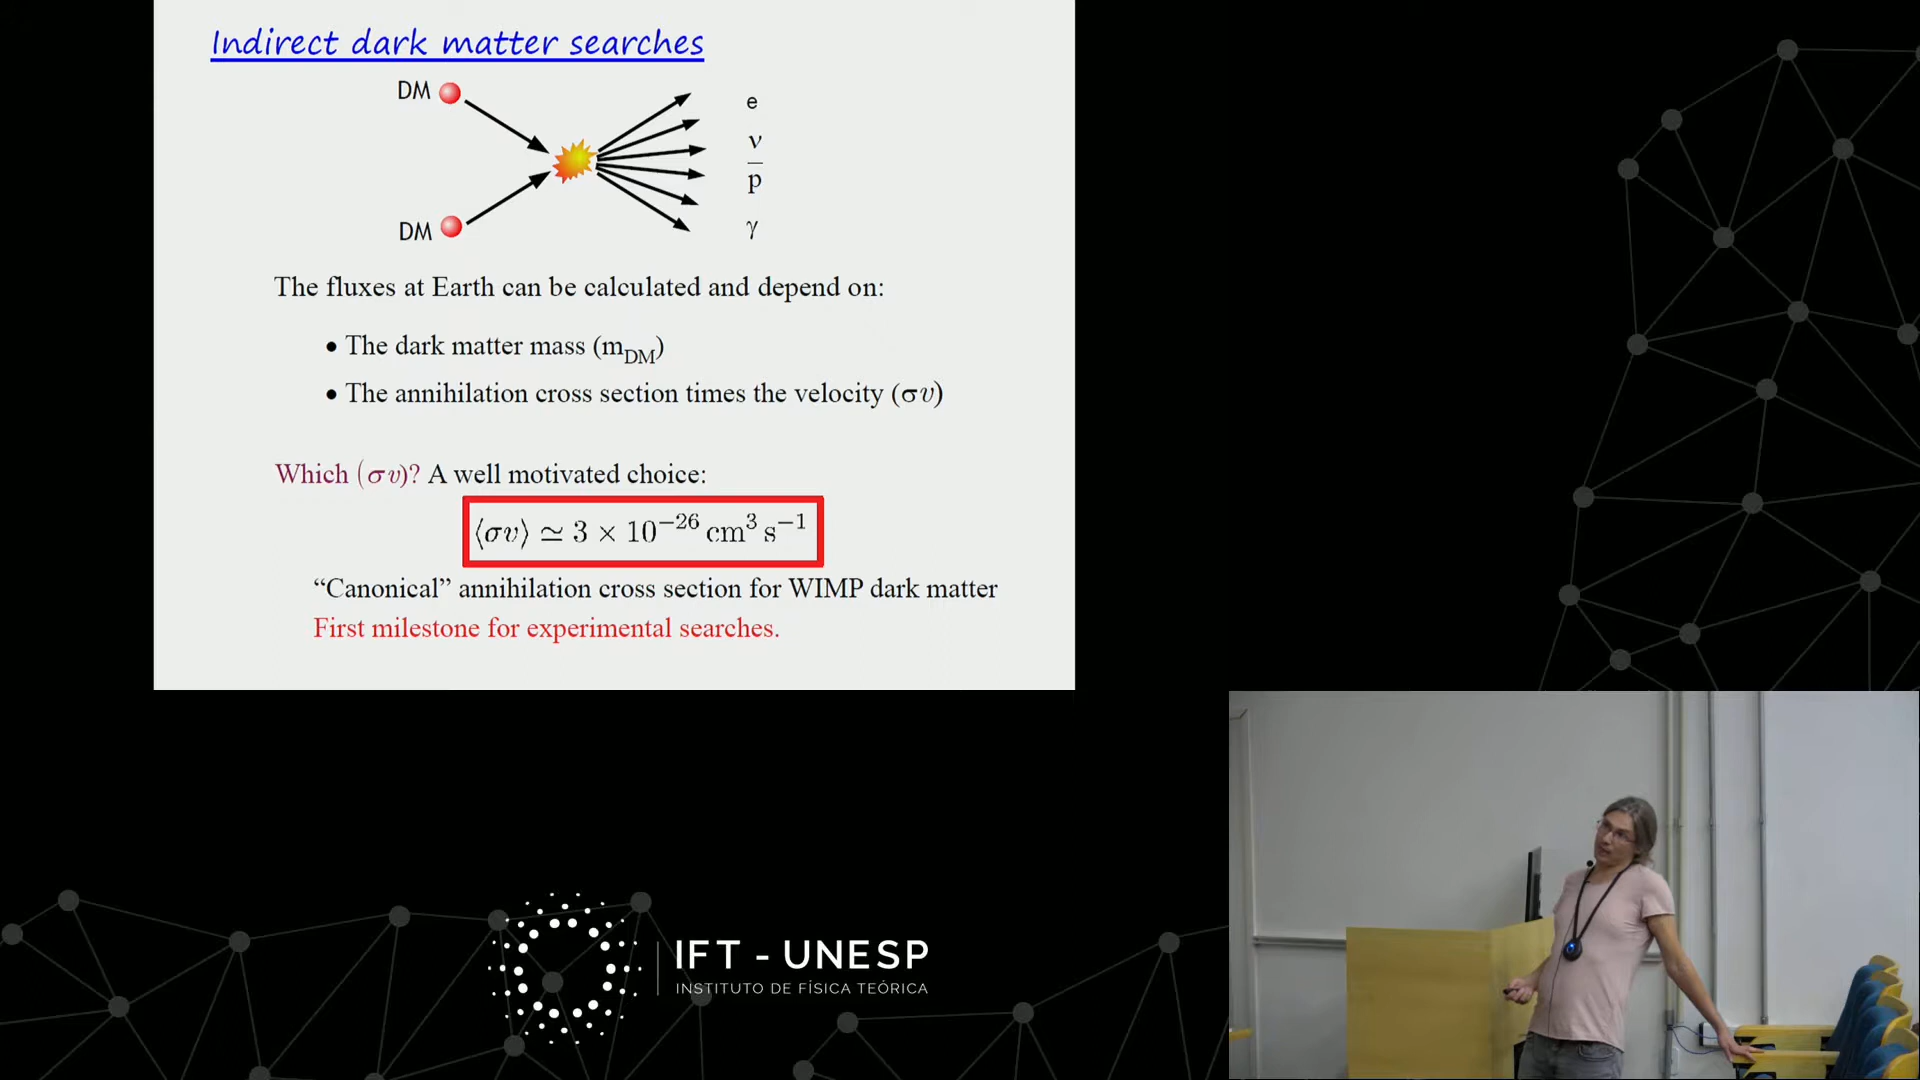 Indirect dark matter searches
DM
e
ν
p̅
DM
γ
The fluxes at Earth can be calculated and depend on:
• The dark matter mass (m_DM)
• The annihilation cross section times the velocity (σv)
Which (σv)? A well motivated choice:
⟨σv⟩ ≃ 3 × 10⁻²⁶ cm³ s⁻¹
“Canonical” annihilation cross section for WIMP dark matter
First milestone for experimental searches.
IFT - UNESP
INSTITUTO DE FÍSICA TEÓRICA